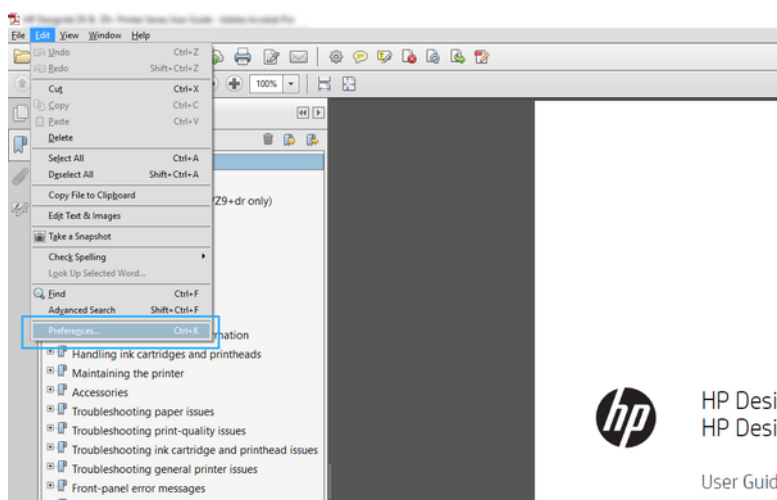 File Edit View Window Help
Undo Ctrl+Z
Redo Shift+Ctrl+Z
Cut Ctrl+X
Copy Ctrl+C
Paste Ctrl+V
Delete
Select All Ctrl+A
Deselect All Shift+Ctrl+A
Copy File to Clipboard
Edit Text & Images
Take a Snapshot
Check Spelling
Look Up Selected Word...
Find Ctrl+F
Advanced Search Shift+Ctrl+F
Preferences... Ctrl+K
100%
/Z9+dr only)
mation
Handling ink cartridges and printheads
Maintaining the printer
Accessories
Troubleshooting paper issues
Troubleshooting print-quality issues
Troubleshooting ink cartridge and printhead issues
Troubleshooting general printer issues
Front-panel error messages
hp
HP Desi
HP Desi
User Guid